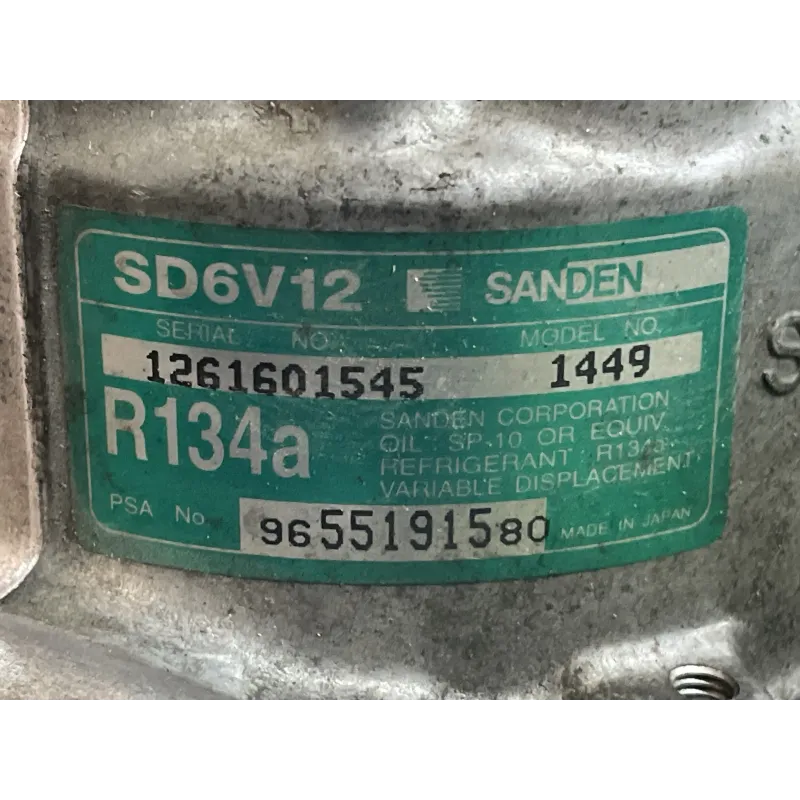 SD6V12 SANDEN
SERIAL NO. MODEL NO.
1261601545 1449
R134a
SANDEN CORPORATION
OIL: SP-10 OR EQUIV.
REFRIGERANT: R134a
VARIABLE DISPLACEMENT
PSA No. 9655191580 MADE IN JAPAN
S